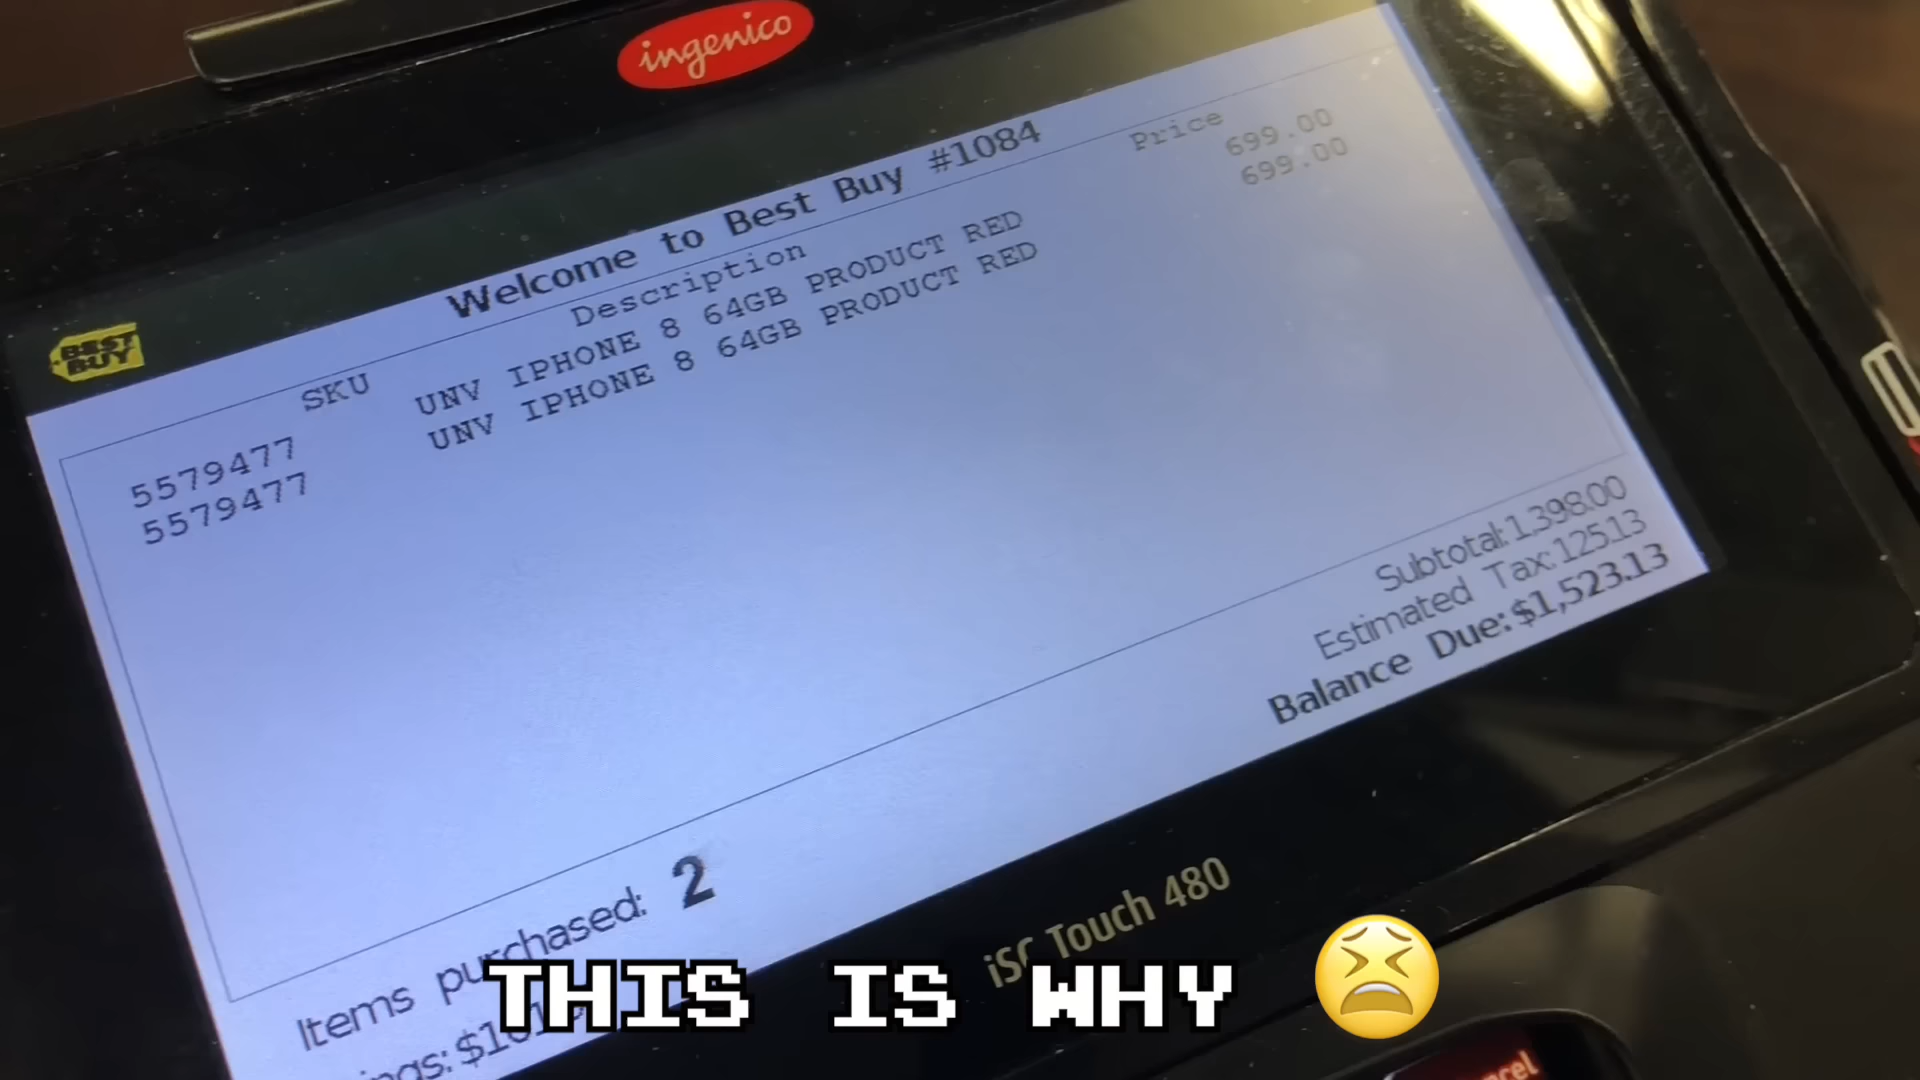 ingenico
BEST
BUY
Welcome to Best Buy #1084
SKU Description Price
5579477 UNV IPHONE 8 64GB PRODUCT RED 699.00
5579477 UNV IPHONE 8 64GB PRODUCT RED 699.00
Subtotal: 1,398.00
Estimated Tax: 125.13
Balance Due: $1,523.13
Items purchased: 2
iSC Touch 480
THIS IS WHY 😫